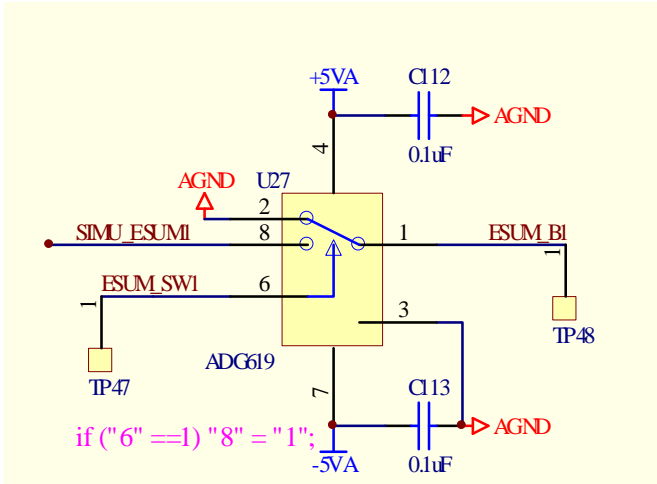 +5VA
C112
AGND
0.1uF
4
AGND
U27
2
SIMU_ESUM1
8
1
ESUM_B1
1
ESUM_SW1
6
1
3
TP48
ADG619
TP47
7
C113
AGND
if ("6" ==1) "8" = "1";
-5VA
0.1uF